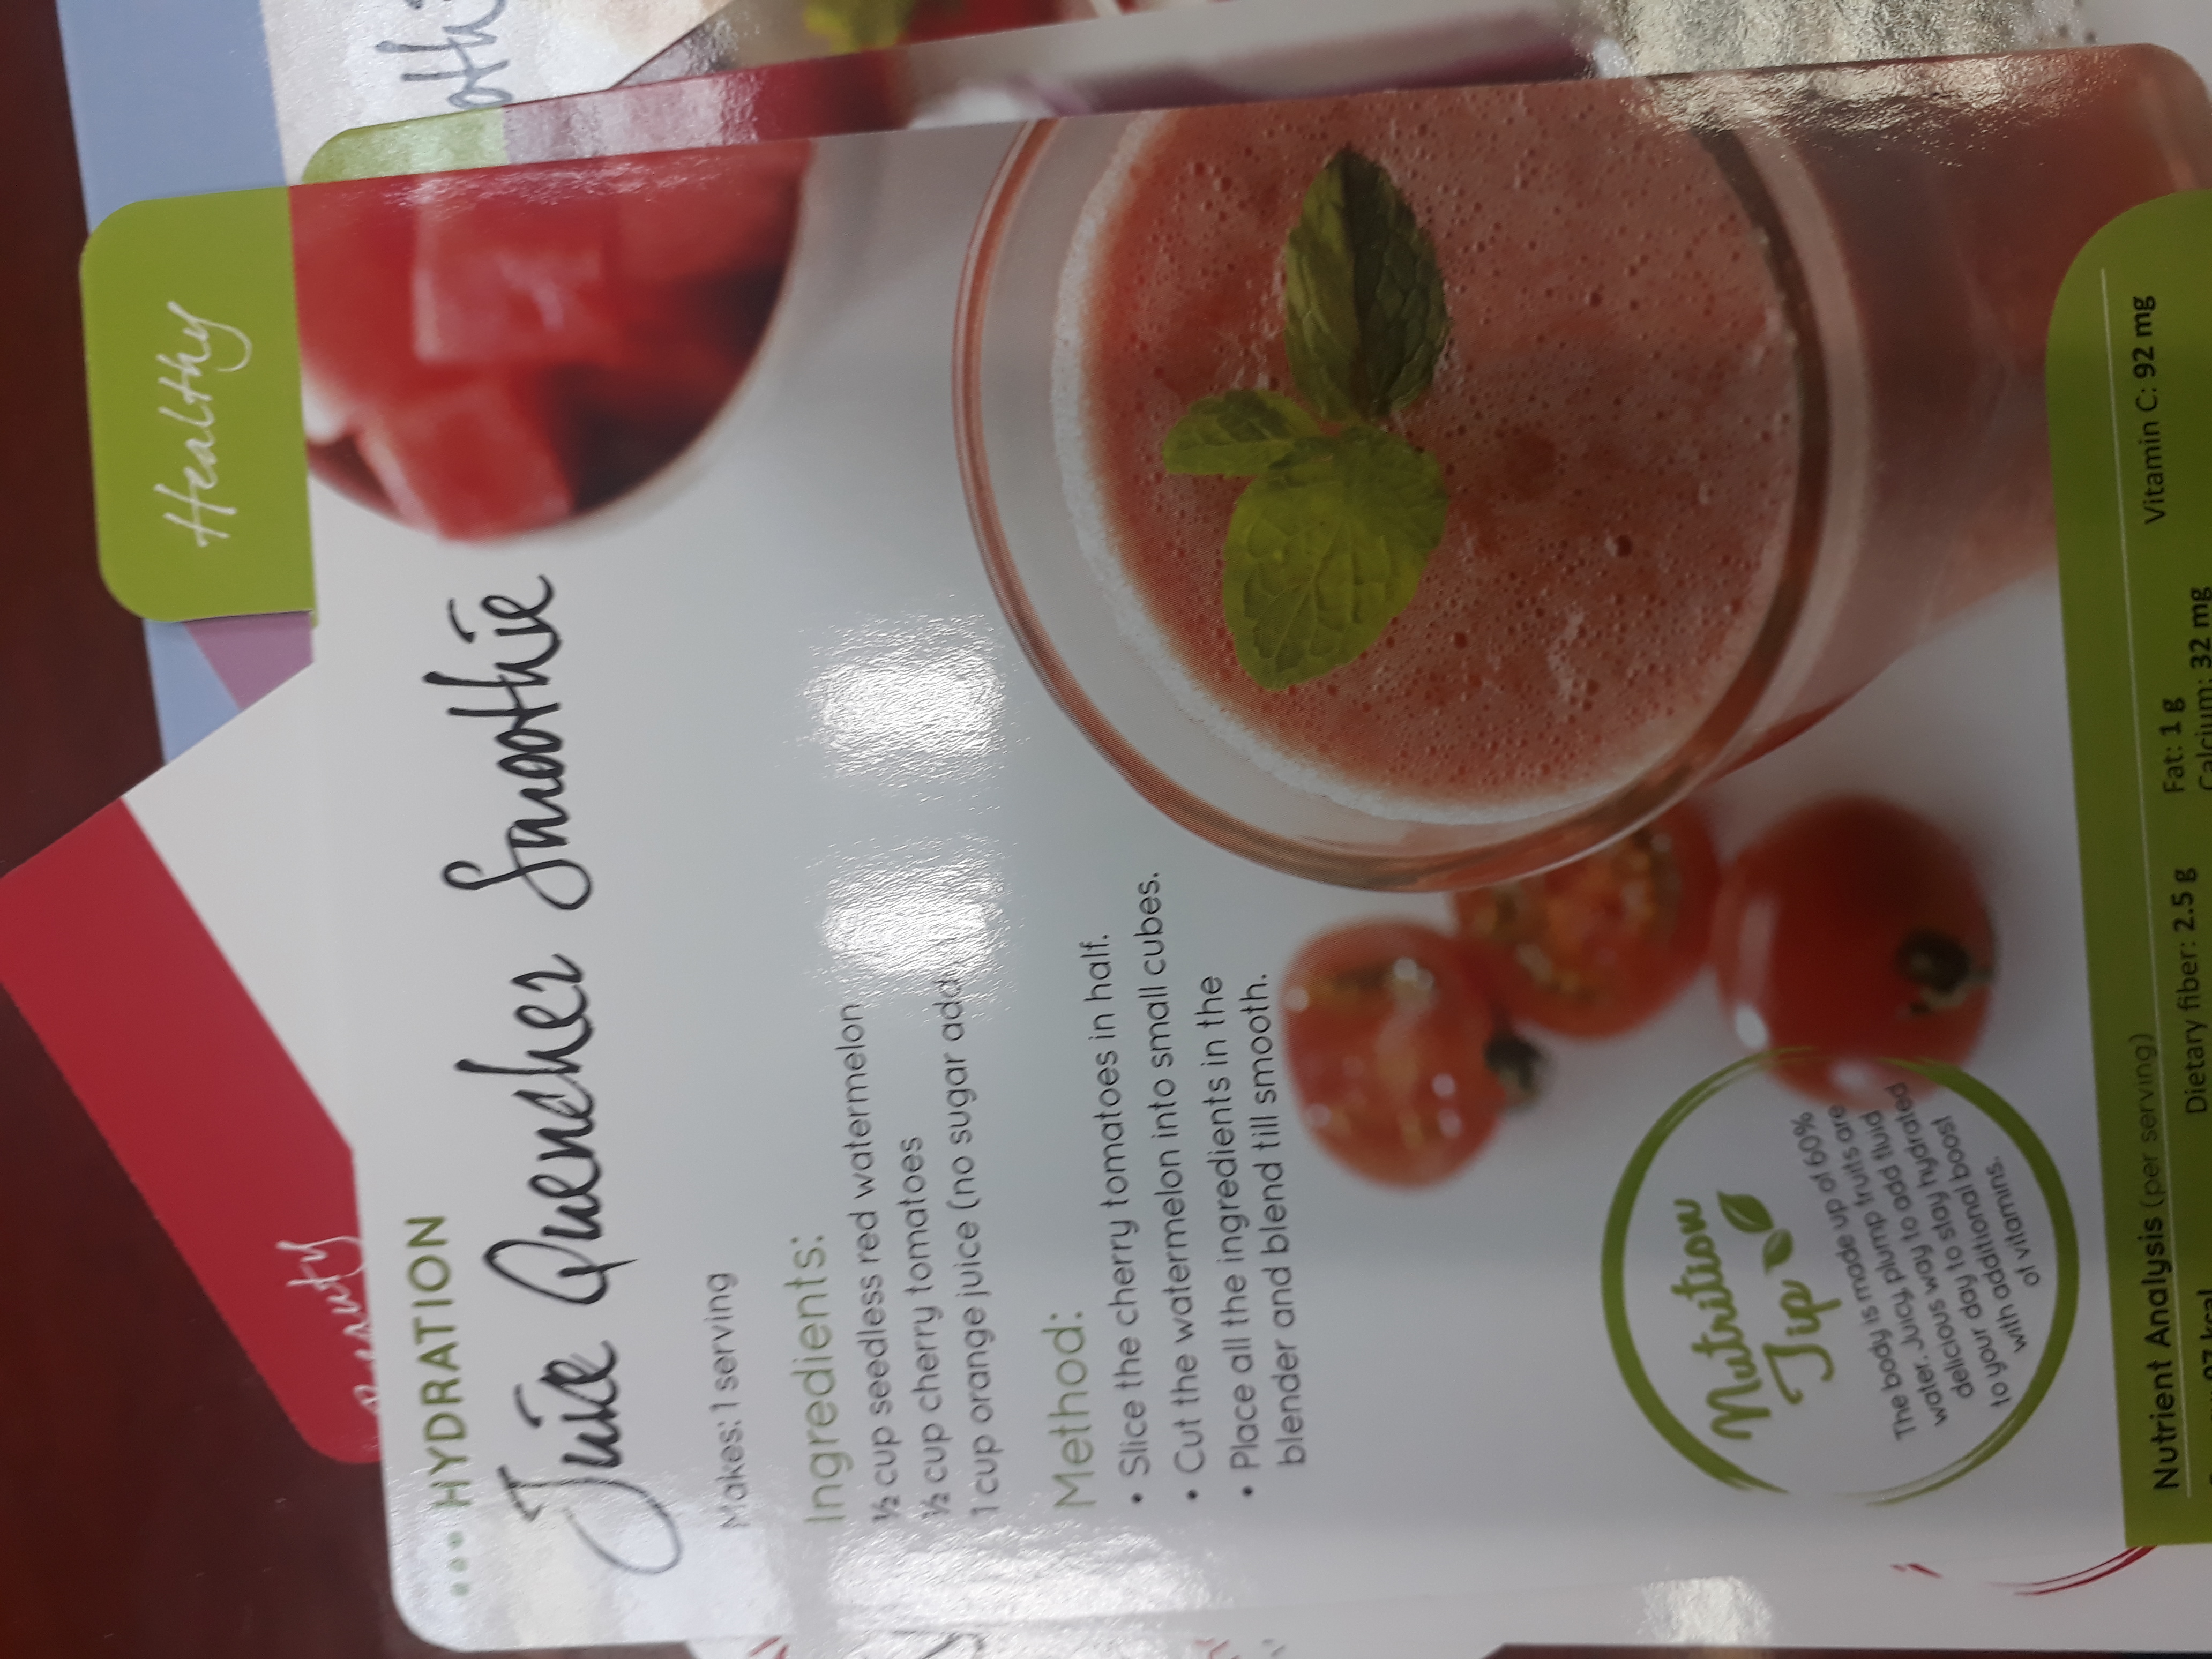 Beauty
Healthy
HYDRATION
Juice Quencher Smoothie
Makes: 1 serving
Ingredients:
½ cup seedless red watermelon
½ cup cherry tomatoes
1 cup orange juice (no sugar
Method:
• Slice the cherry tomatoes in half.
• Cut the watermelon into small cubes.
• Place all the ingredients in the
blender and blend till smooth.
Nutrition
Tip
The body is made up of 60%
water. Juicy, plump fruits are
delicious way to add fluid
to your day to stay hydrated
with additional boost
of vitamins.
Nutrient Analysis (per serving)
Dietary fiber: 2.5 g
Fat: 1 g
Calcium: 32 mg
Vitamin C: 92 mg